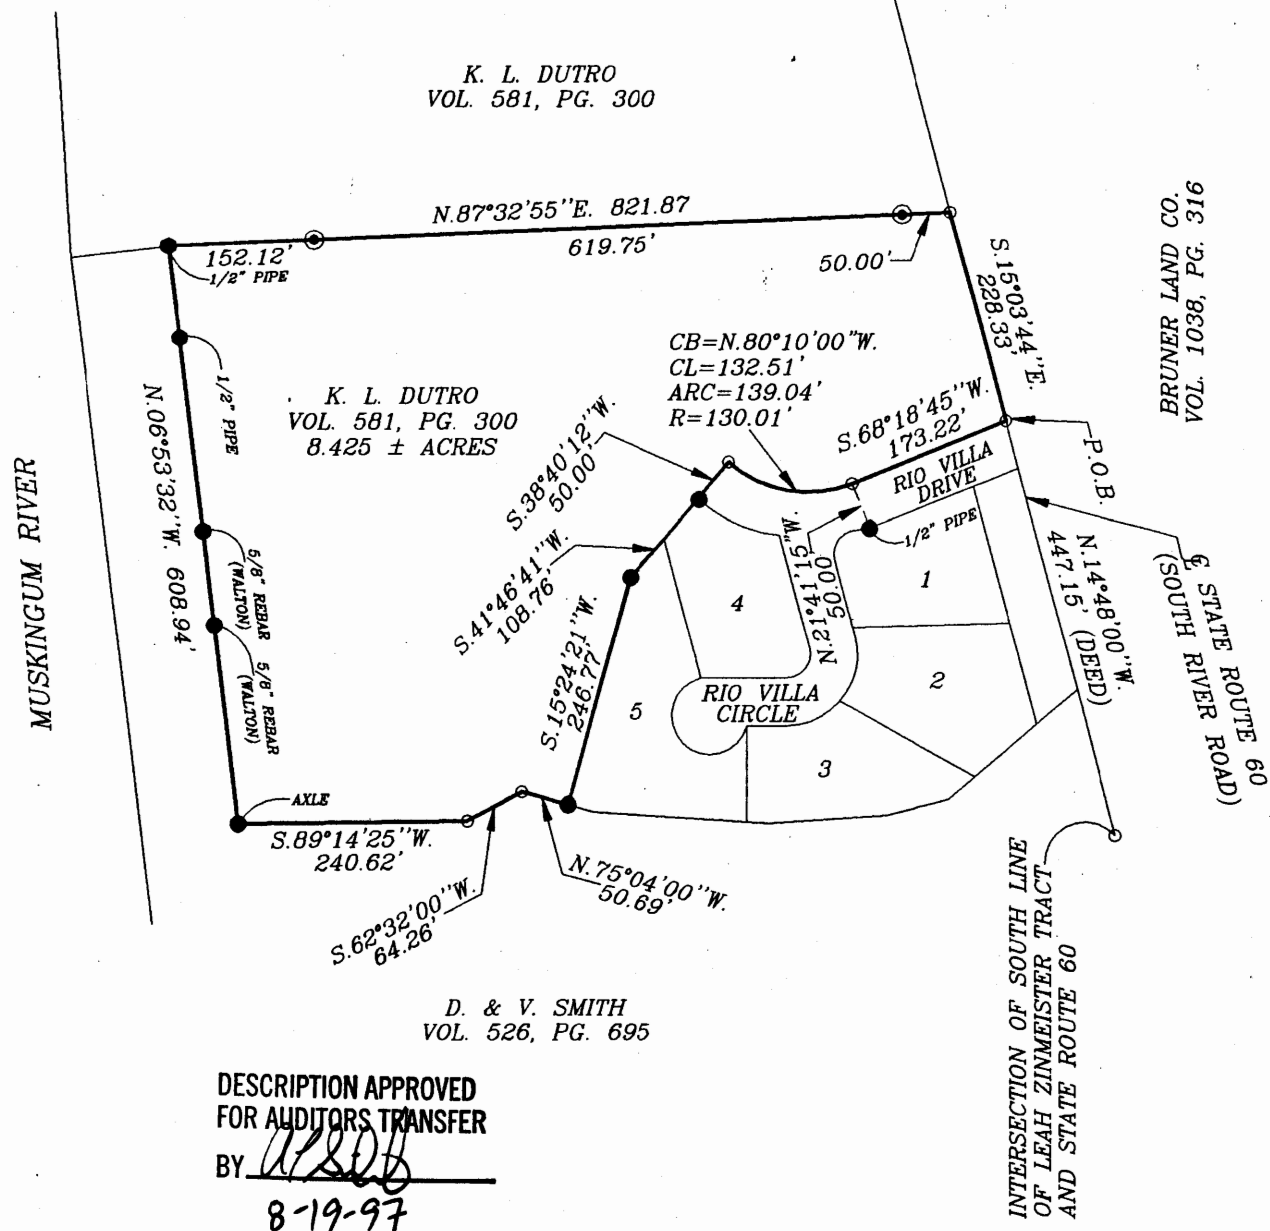 K. L. DUTRO
VOL. 581, PG. 300
N.87°32'55"E. 821.87
152.12'
619.75'
50.00'
1/2" PIPE
S.15°03'44"E.
228.33'
BRUNER LAND CO.
VOL. 1038, PG. 316
CB=N.80°10'00"W.
CL=132.51'
ARC=139.04'
R=130.01'
1/2" PIPE
K. L. DUTRO
VOL. 581, PG. 300
8.425 ± ACRES
N.06°53'32"W. 608.94'
MUSKINGUM RIVER
S.38°40'12"W.
50.00'
S.68°18'45"W.
173.22'
RIO VILLA
DRIVE
P.O.B.
1/2" PIPE
S.41°46'41"W.
108.76'
50.00
N.21°41'15"W.
N.14°48'00"W.
447.15' (DEED)
℄ STATE ROUTE 60
(SOUTH RIVER ROAD)
5/8" REBAR
(WALTON)
5/8" REBAR
(WALTON)
S.15°24'21"W.
246.77'
1
2
3
4
5
RIO VILLA
CIRCLE
AXLE
S.89°14'25"W.
240.62'
S.62°32'00"W.
64.26'
N.75°04'00"W.
50.69'
INTERSECTION OF SOUTH LINE
OF LEAH ZINMEISTER TRACT
AND STATE ROUTE 60
D. & V. SMITH
VOL. 526, PG. 695
DESCRIPTION APPROVED
FOR AUDITORS TRANSFER
BY
8-19-97